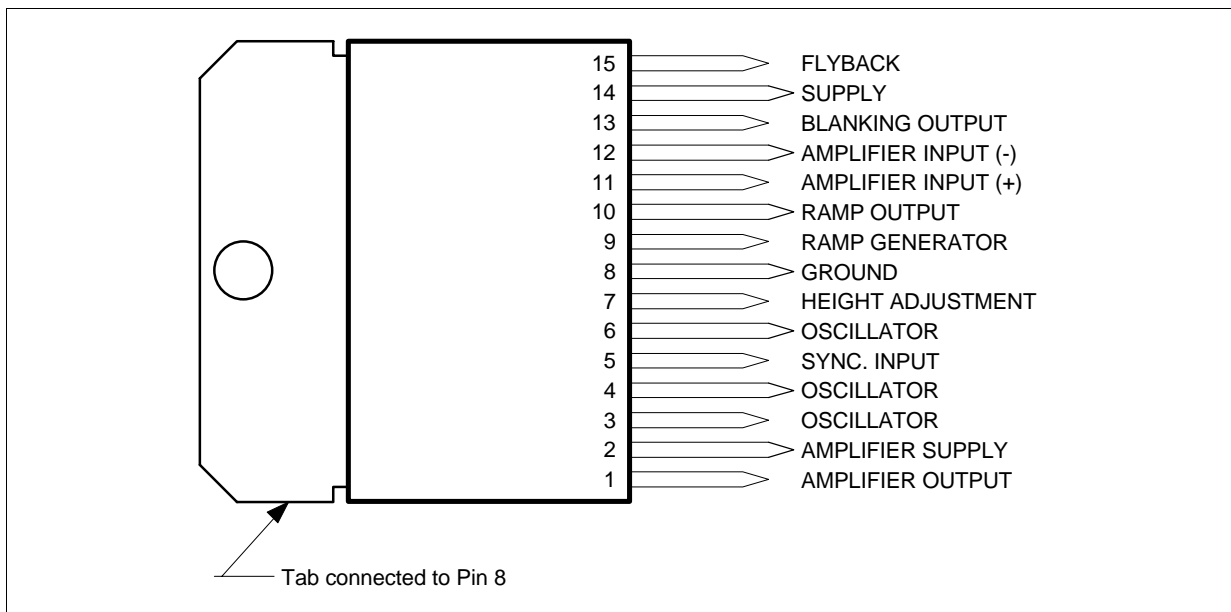 15 FLYBACK
14 SUPPLY
13 BLANKING OUTPUT
12 AMPLIFIER INPUT (-)
11 AMPLIFIER INPUT (+)
10 RAMP OUTPUT
9 RAMP GENERATOR
8 GROUND
7 HEIGHT ADJUSTMENT
6 OSCILLATOR
5 SYNC. INPUT
4 OSCILLATOR
3 OSCILLATOR
2 AMPLIFIER SUPPLY
1 AMPLIFIER OUTPUT
Tab connected to Pin 8